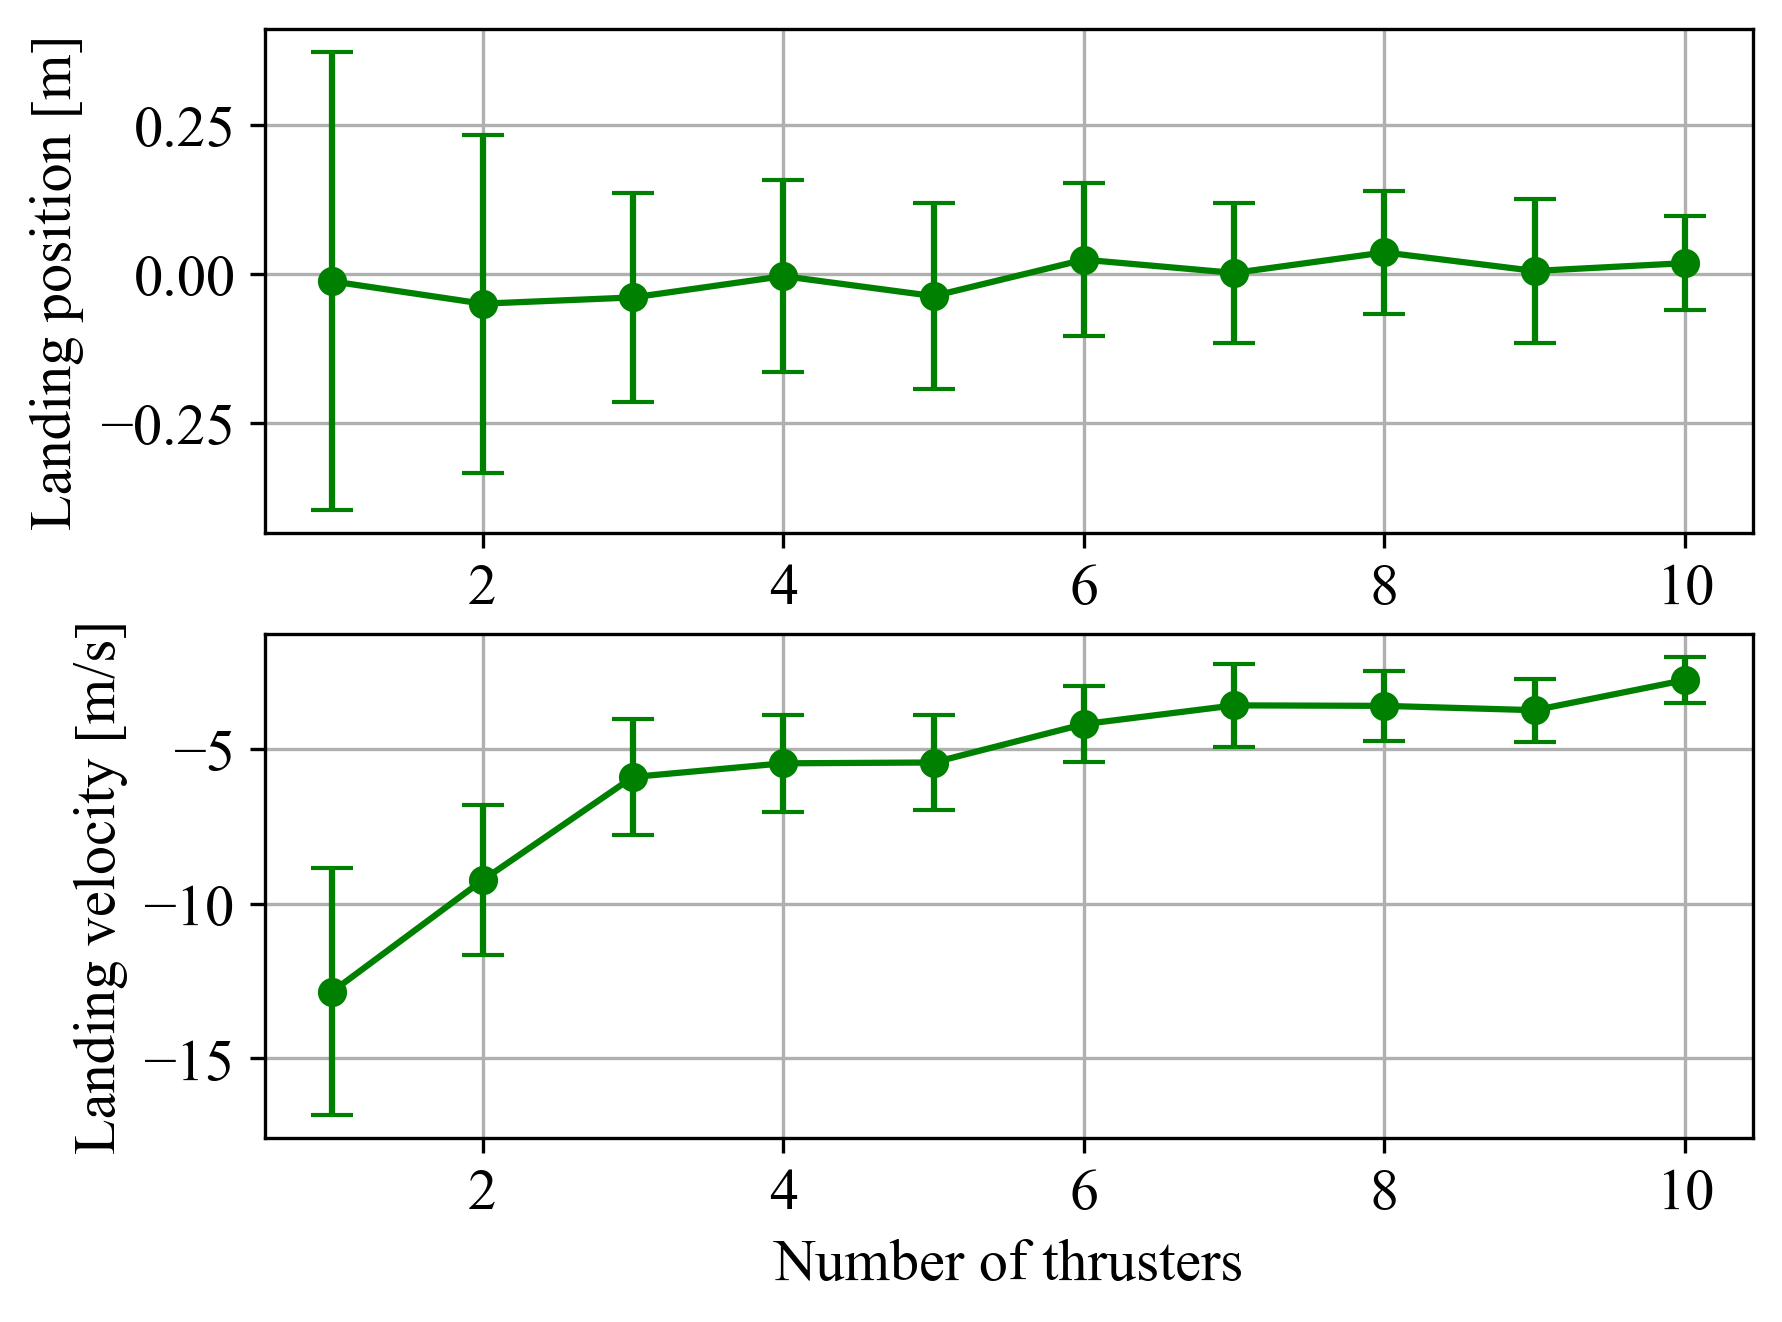 Landing position [m]
0.25
0.00
−0.25
2 4 6 8 10
Landing velocity [m/s]
−5
−10
−15
2 4 6 8 10
Number of thrusters